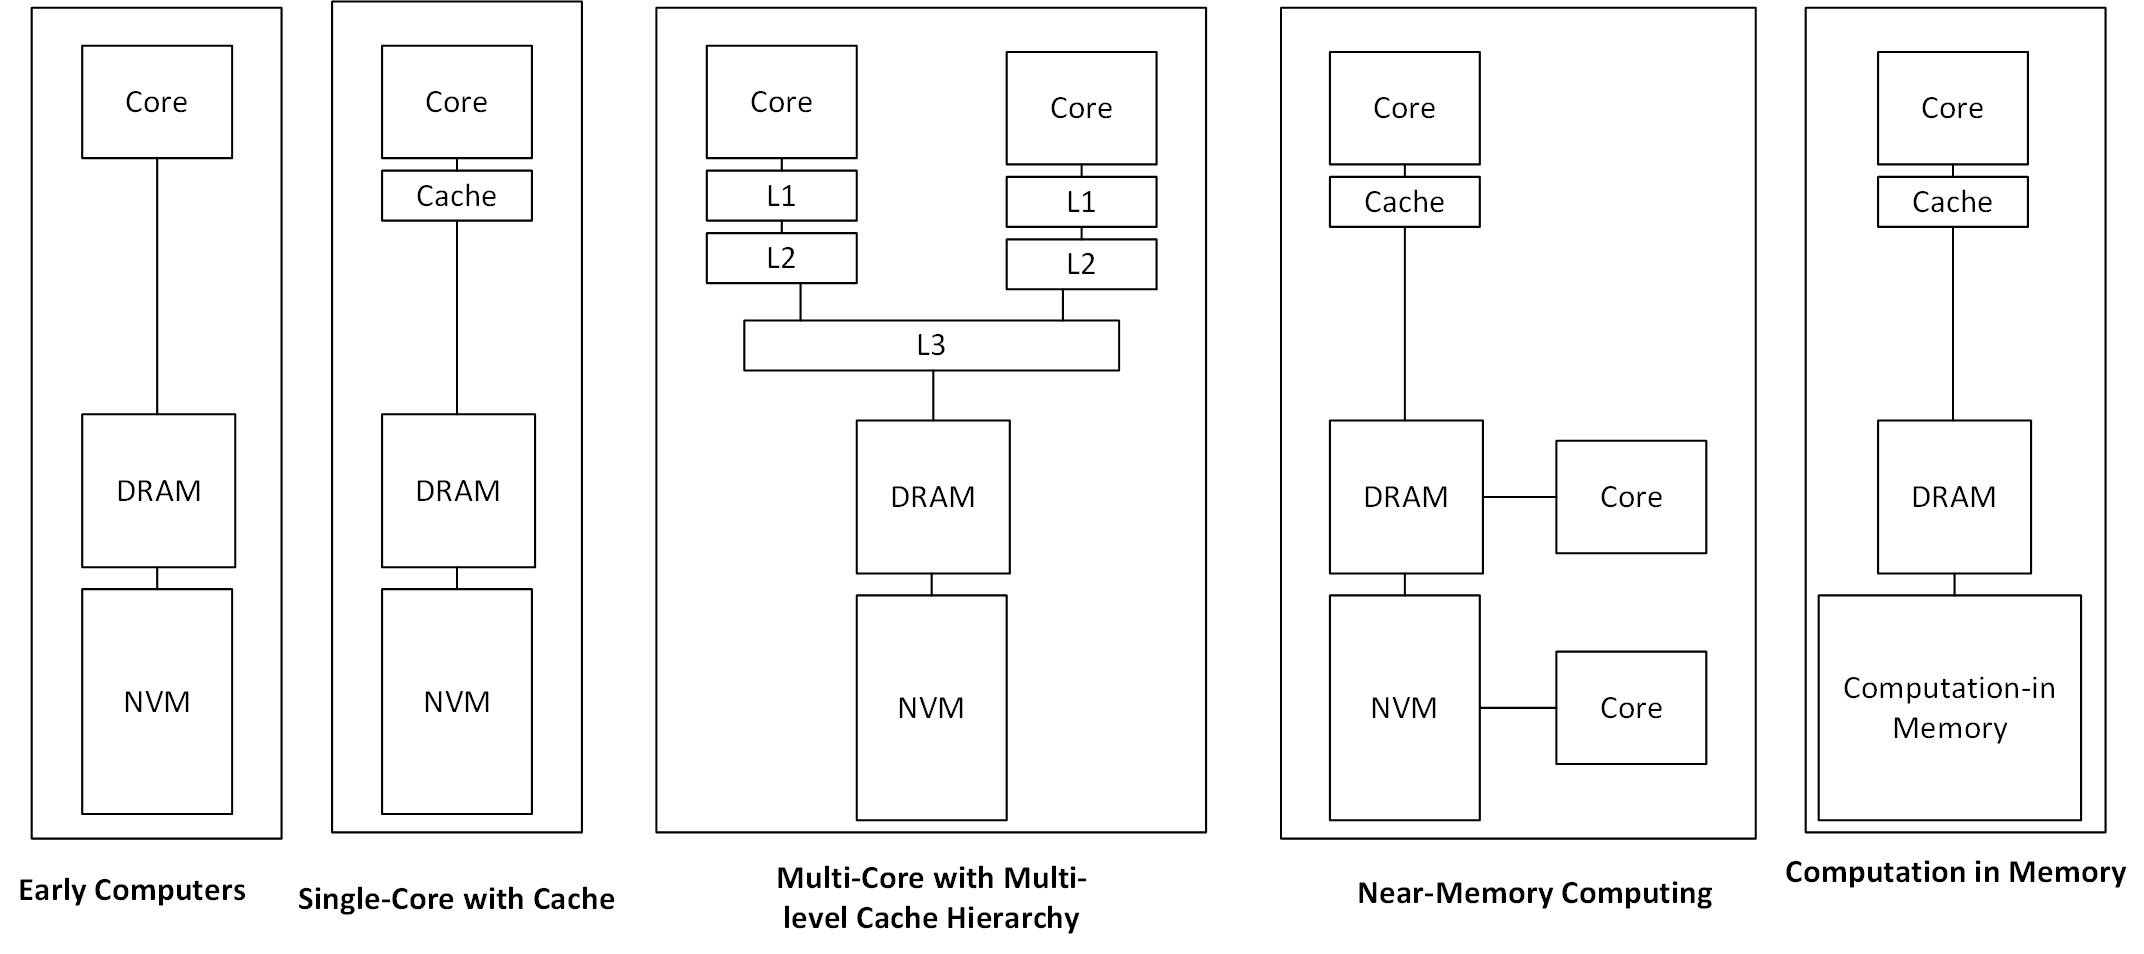 Core
DRAM
NVM
Early Computers
Core
Cache
DRAM
NVM
Single-Core with Cache
Core
L1
L2
Core
L1
L2
L3
DRAM
NVM
Multi-Core with Multi-
level Cache Hierarchy
Core
Cache
DRAM
Core
NVM
Core
Near-Memory Computing
Core
Cache
DRAM
Computation-in
Memory
Computation in Memory